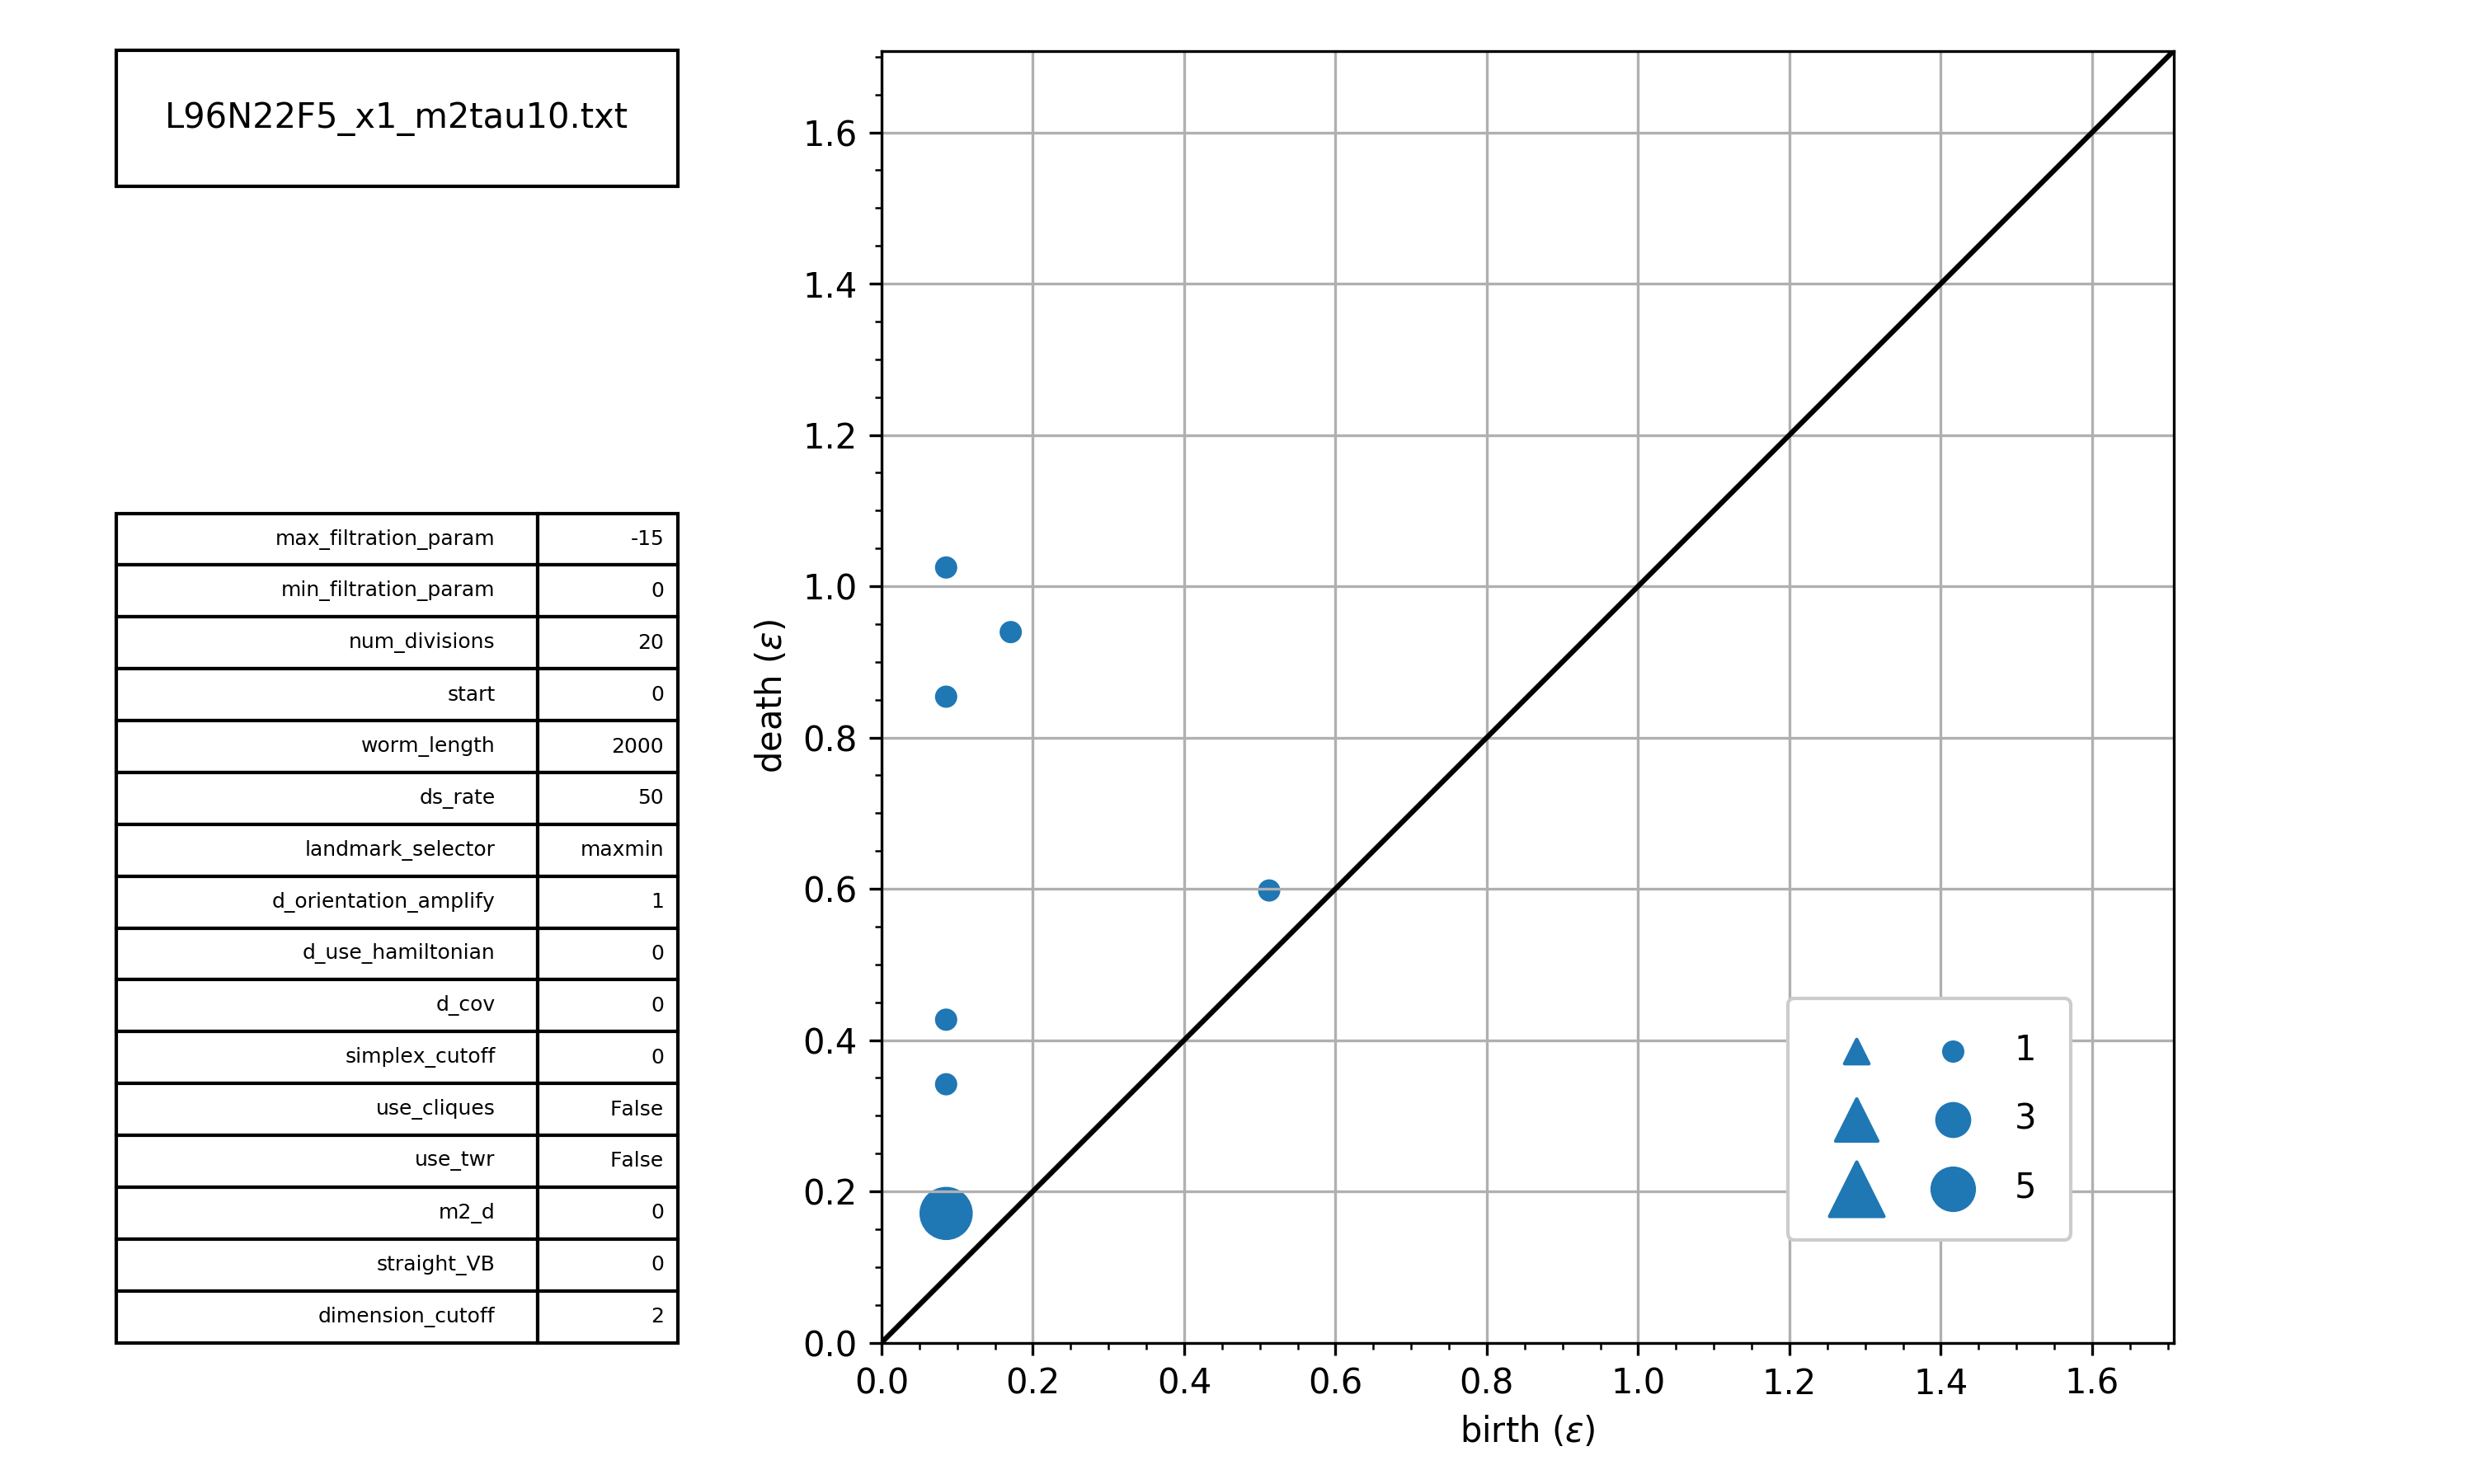 L96N22F5_x1_m2tau10.txt
max_filtration_param -15
min_filtration_param 0
num_divisions 20
start 0
worm_length 2000
ds_rate 50
landmark_selector maxmin
d_orientation_amplify 1
d_use_hamiltonian 0
d_cov 0
simplex_cutoff 0
use_cliques False
use_twr False
m2_d 0
straight_VB 0
dimension_cutoff 2
death (ε)
1.6
1.4
1.2
1.0
0.8
0.6
0.4
0.2
0.0
0.0 0.2 0.4 0.6 0.8 1.0 1.2 1.4 1.6
birth (ε)
1
3
5